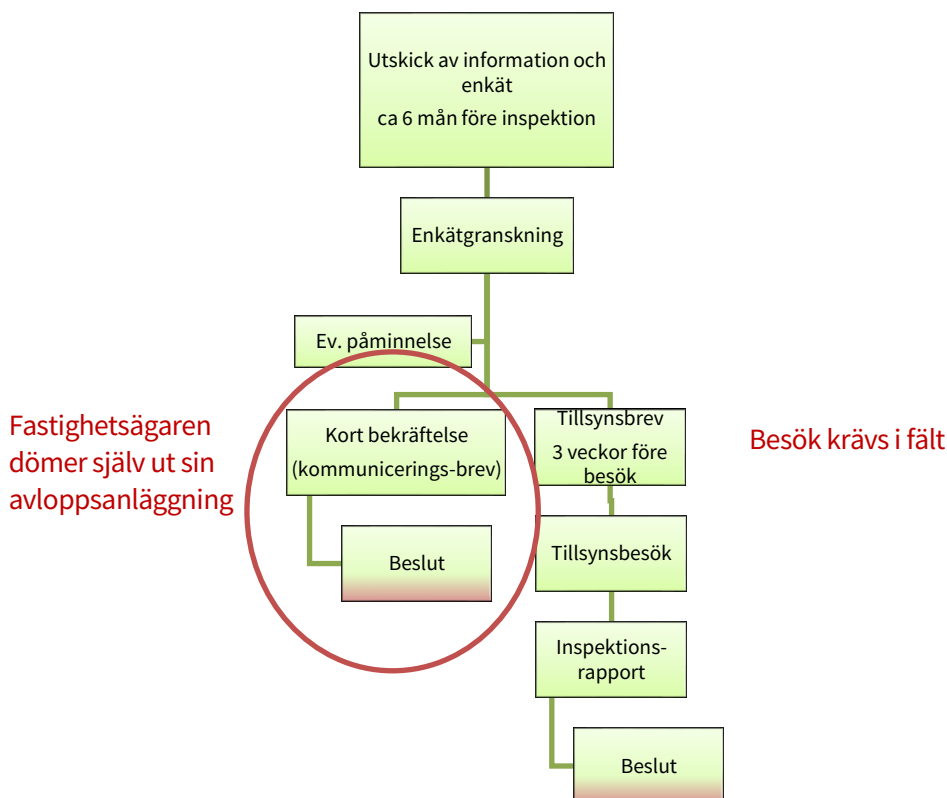 Utskick av information och
enkät
ca 6 mån före inspektion
Enkätgranskning
Ev. påminnelse
Fastighetsägaren
dömer själv ut sin
avloppsanläggning
Kort bekräftelse
(kommunicerings-brev)
Beslut
Tillsynsbrev
3 veckor före
besök
Besök krävs i fält
Tillsynsbesök
Inspektions-
rapport
Beslut